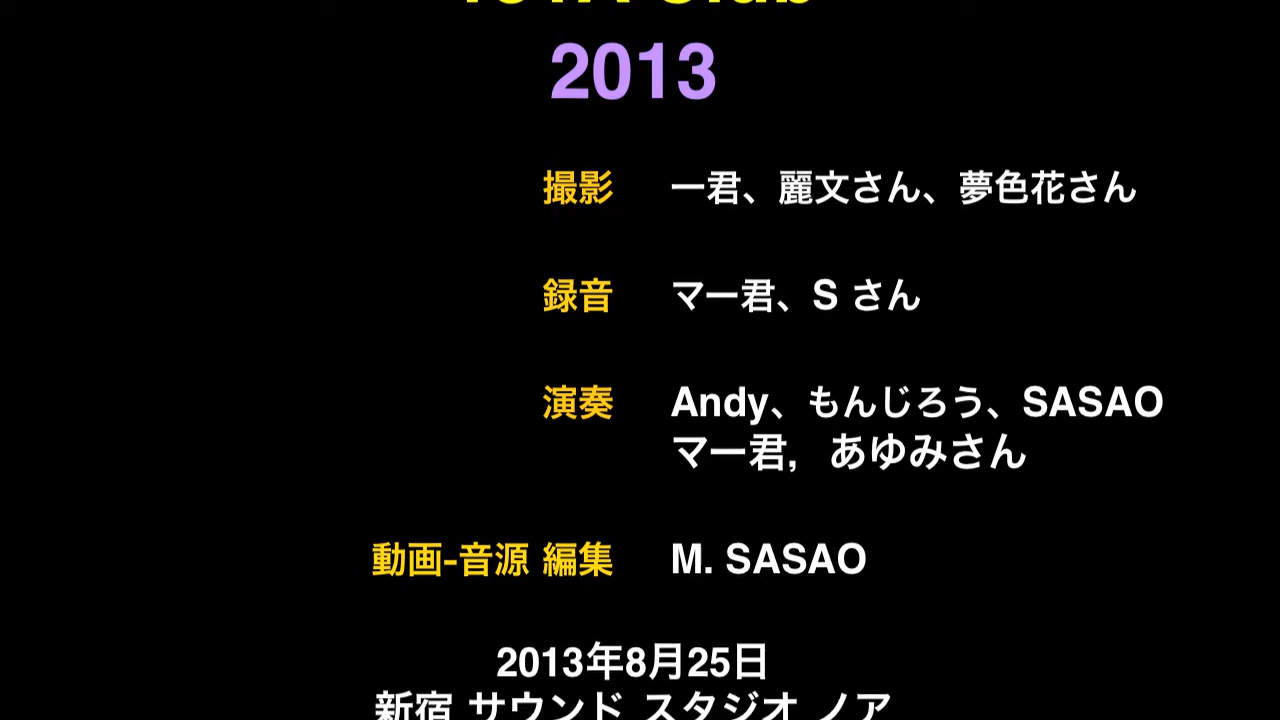 2013
撮影 一君、麗文さん、夢色花さん
録音 マー君、S さん
演奏 Andy、もんじろう、SASAO
マー君, あゆみさん
動画-音源 編集 M. SASAO
2013年8月25日
新宿 サウンド スタジオ ノア